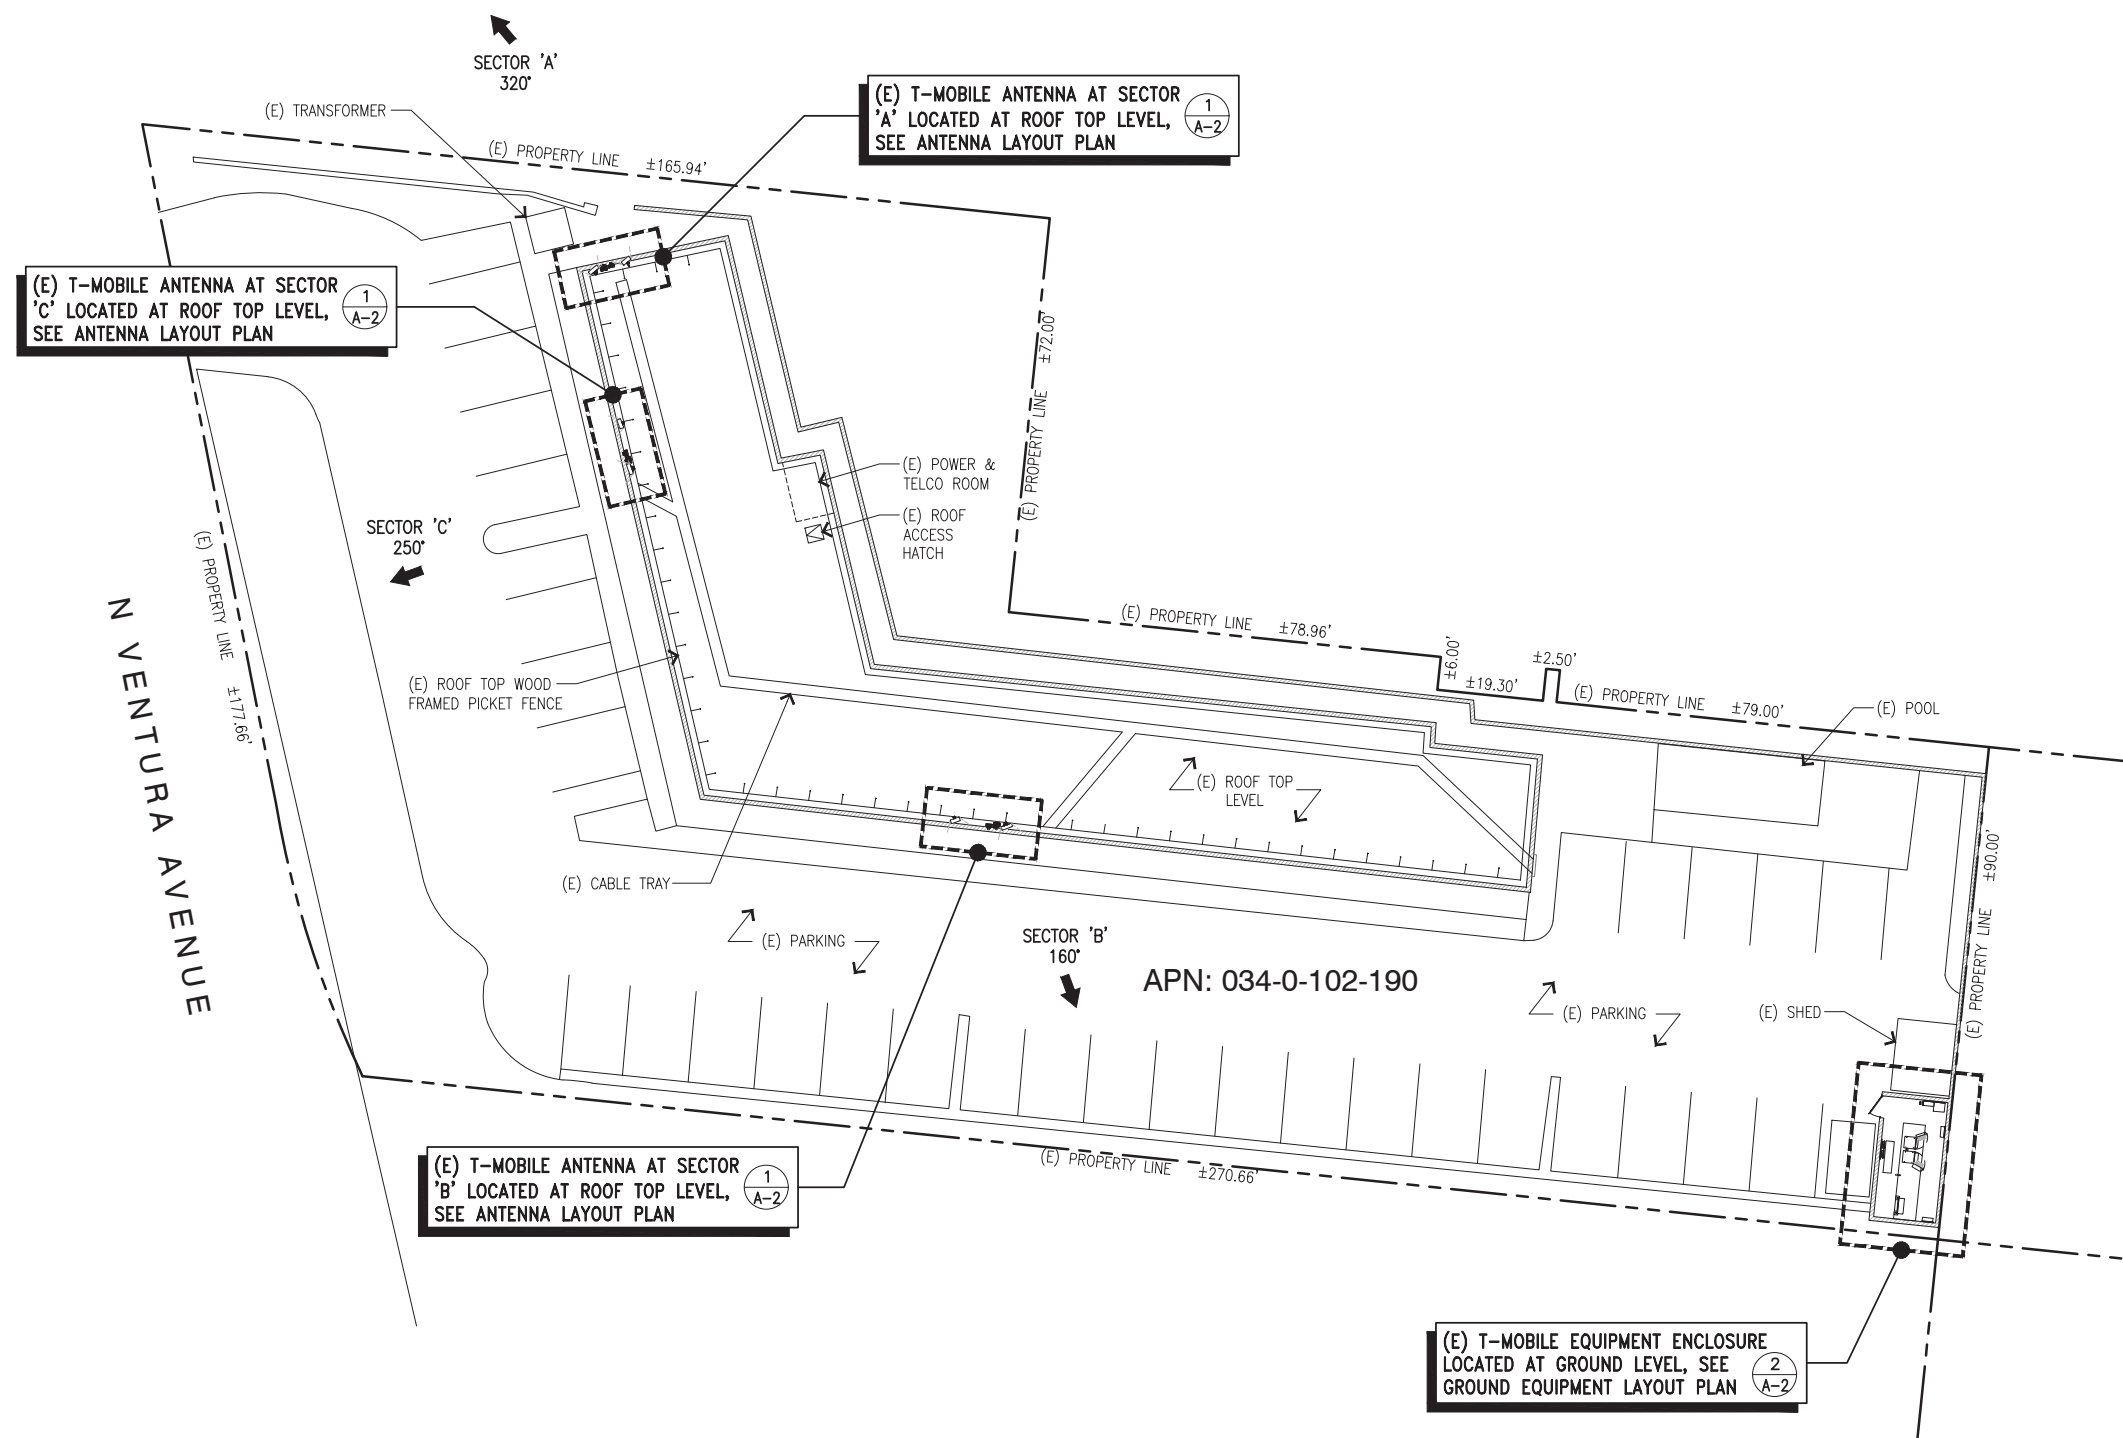 SECTOR 'A'
320°
(E) TRANSFORMER
(E) T-MOBILE ANTENNA AT SECTOR
'A' LOCATED AT ROOF TOP LEVEL,
SEE ANTENNA LAYOUT PLAN
1
A-2
(E) PROPERTY LINE ±165.94'
(E) T-MOBILE ANTENNA AT SECTOR
'C' LOCATED AT ROOF TOP LEVEL,
SEE ANTENNA LAYOUT PLAN
1
A-2
(E) PROPERTY LINE ±72.00'
(E) POWER &
TELCO ROOM
(E) ROOF
ACCESS
HATCH
SECTOR 'C'
250°
(E) PROPERTY LINE ±177.66'
N VENTURA AVENUE
(E) PROPERTY LINE ±78.96'
±6.00'
±19.30'
±2.50'
(E) PROPERTY LINE ±79.00'
(E) POOL
(E) ROOF TOP WOOD
FRAMED PICKET FENCE
(E) ROOF TOP
LEVEL
(E) CABLE TRAY
(E) PROPERTY LINE ±90.00'
(E) PARKING
SECTOR 'B'
160°
APN: 034-0-102-190
(E) PARKING
(E) SHED
(E) T-MOBILE ANTENNA AT SECTOR
'B' LOCATED AT ROOF TOP LEVEL,
SEE ANTENNA LAYOUT PLAN
1
A-2
(E) PROPERTY LINE ±270.66'
(E) T-MOBILE EQUIPMENT ENCLOSURE
LOCATED AT GROUND LEVEL, SEE
GROUND EQUIPMENT LAYOUT PLAN
2
A-2